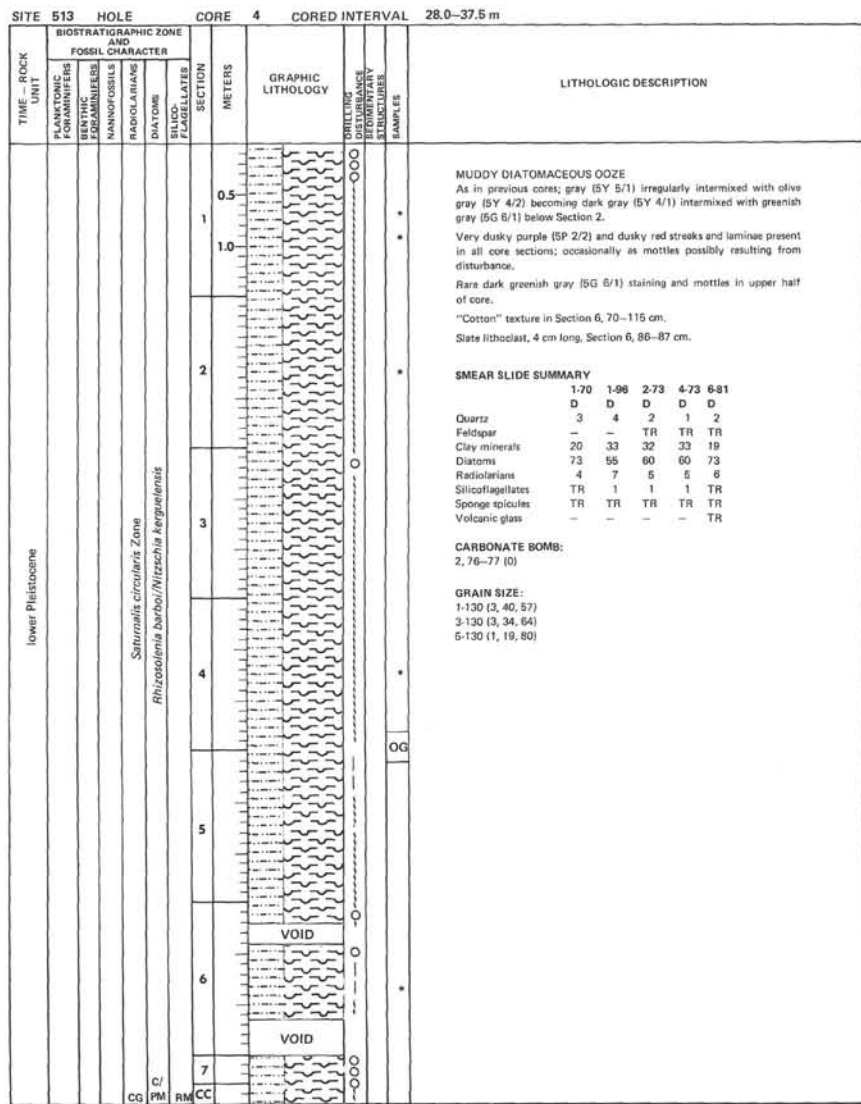 SITE 513 HOLE CORE 4 CORED INTERVAL 28.0–37.5 m
TIME – ROCK UNIT
BIOSTRATIGRAPHIC ZONE AND FOSSIL CHARACTER
PLANKTONIC FORAMINIFERS
BENTHIC FORAMINIFERS
NANNOFOSSILS
RADIOLARIANS
DIATOMS
SILICO-FLAGELLATES
SECTION
METERS
GRAPHIC LITHOLOGY
DRILLING DISTURBANCE
SEDIMENTARY STRUCTURES
SAMPLES
LITHOLOGIC DESCRIPTION
lower Pleistocene
Saturnalis circularis Zone
Rhizosolenia barboi/Nitzschia kerguelensis
0.5
1
1.0
2
3
4
OG
5
VOID
6
VOID
7
CG
C/
PM
RM
CC
MUDDY DIATOMACEOUS OOZE
As in previous cores; gray (5Y 5/1) irregularly intermixed with olive
gray (5Y 4/2) becoming dark gray (5Y 4/1) intermixed with greenish
gray (5G 6/1) below Section 2.
Very dusky purple (5P 2/2) and dusky red streaks and laminae present
in all core sections; occasionally as mottles possibly resulting from
disturbance.
Rare dark greenish gray (5G 6/1) staining and mottles in upper half
of core.
"Cotton" texture in Section 6, 70–115 cm.
Slate lithoclast, 4 cm long, Section 6, 86–87 cm.
SMEAR SLIDE SUMMARY
1-70 1-96 2-73 4-73 6-81
D D D D D
Quartz 3 4 2 1 2
Feldspar – – TR TR TR
Clay minerals 20 33 32 33 19
Diatoms 73 55 60 60 73
Radiolarians 4 7 5 5 6
Silicoflagellates TR 1 1 1 TR
Sponge spicules TR TR TR TR TR
Volcanic glass – – – – TR
CARBONATE BOMB:
2, 76–77 (0)
GRAIN SIZE:
1-130 (3, 40, 57)
3-130 (3, 34, 64)
5-130 (1, 19, 80)